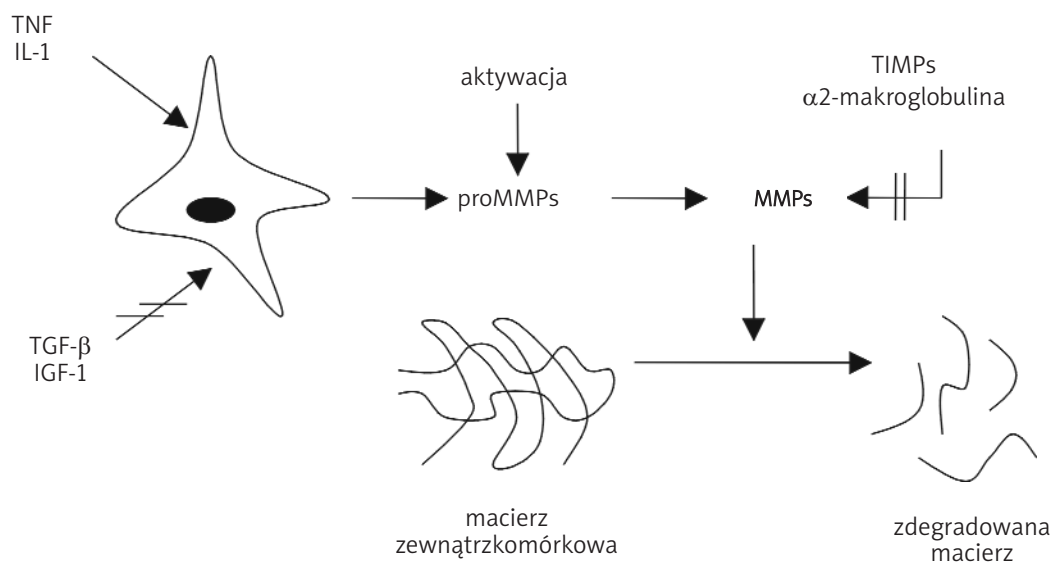 TNF
IL-1
aktywacja
TIMPs
α2-makroglobulina
proMMPs
MMPs
TGF-β
IGF-1
macierz
zewnątrzkomórkowa
zdegradowana
macierz